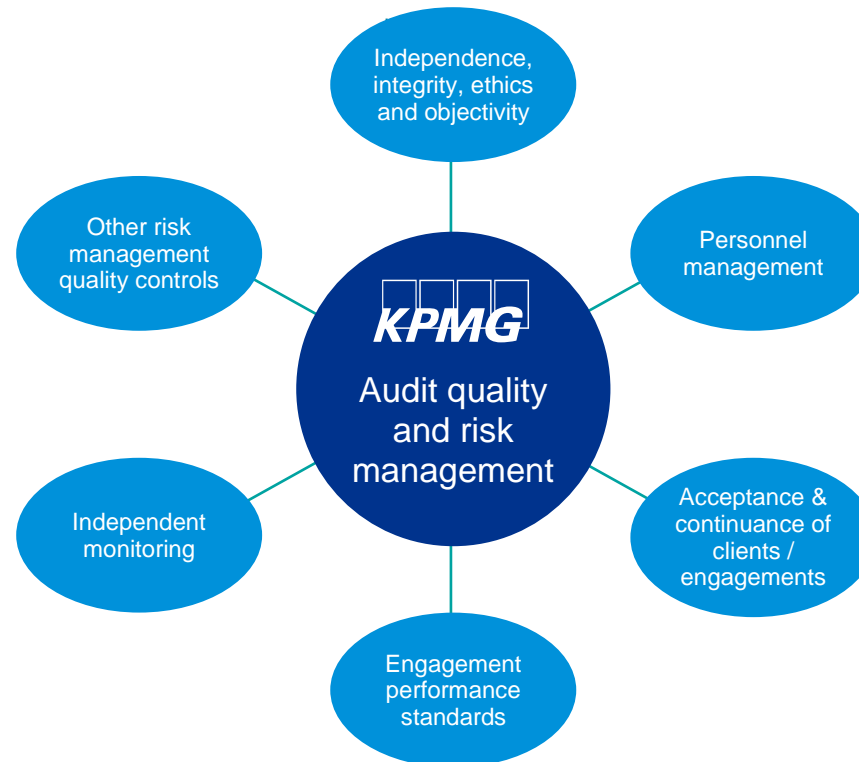 Independence,
integrity, ethics
and objectivity
Other risk
management
quality controls
Personnel
management
KPMG
Audit quality
and risk
management
Independent
monitoring
Acceptance &
continuance of
clients /
engagements
Engagement
performance
standards